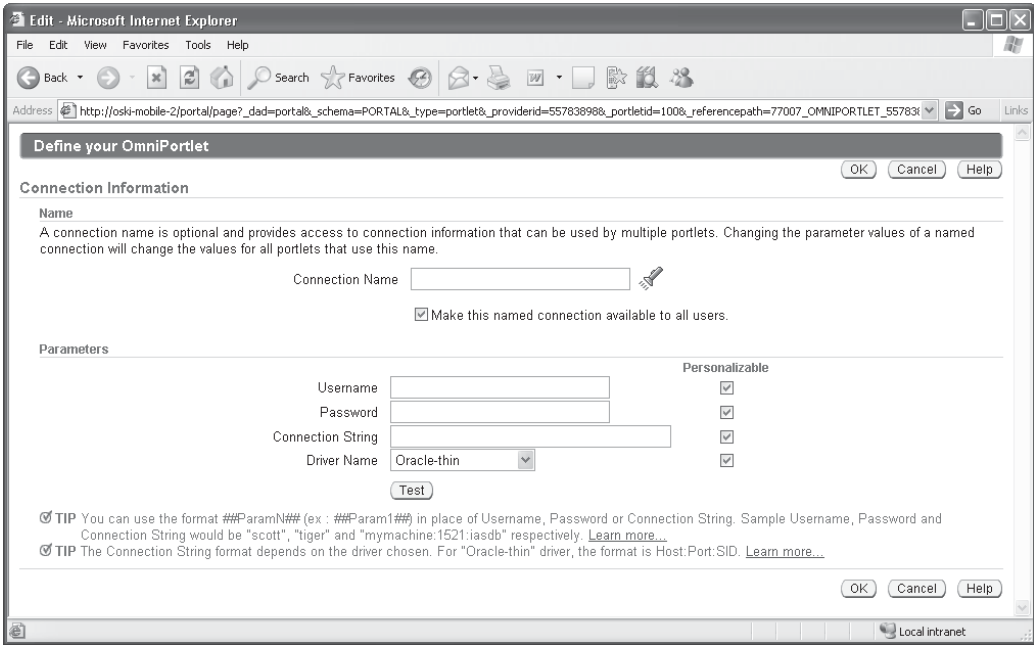 Edit - Microsoft Internet Explorer
File Edit View Favorites Tools Help
Back Search Favorites
Address http://oski-mobile-2/portal/page?_dad=portal&_schema=PORTAL&_type=portlet&_providerid=55783898&_portletid=100&_referencepath=77007_OMNIPORTLET_55783 Go Links
Define your OmniPortlet
OK Cancel Help
Connection Information
Name
A connection name is optional and provides access to connection information that can be used by multiple portlets. Changing the parameter values of a named
connection will change the values for all portlets that use this name.
Connection Name
Make this named connection available to all users.
Parameters
Personalizable
Username
Password
Connection String
Driver Name Oracle-thin
Test
TIP You can use the format ##ParamN## (ex : ##Param1##) in place of Username, Password or Connection String. Sample Username, Password and
Connection String would be "scott", "tiger" and "mymachine:1521:iasdb" respectively. Learn more...
TIP The Connection String format depends on the driver chosen. For "Oracle-thin" driver, the format is Host:Port:SID. Learn more...
OK Cancel Help
Local intranet